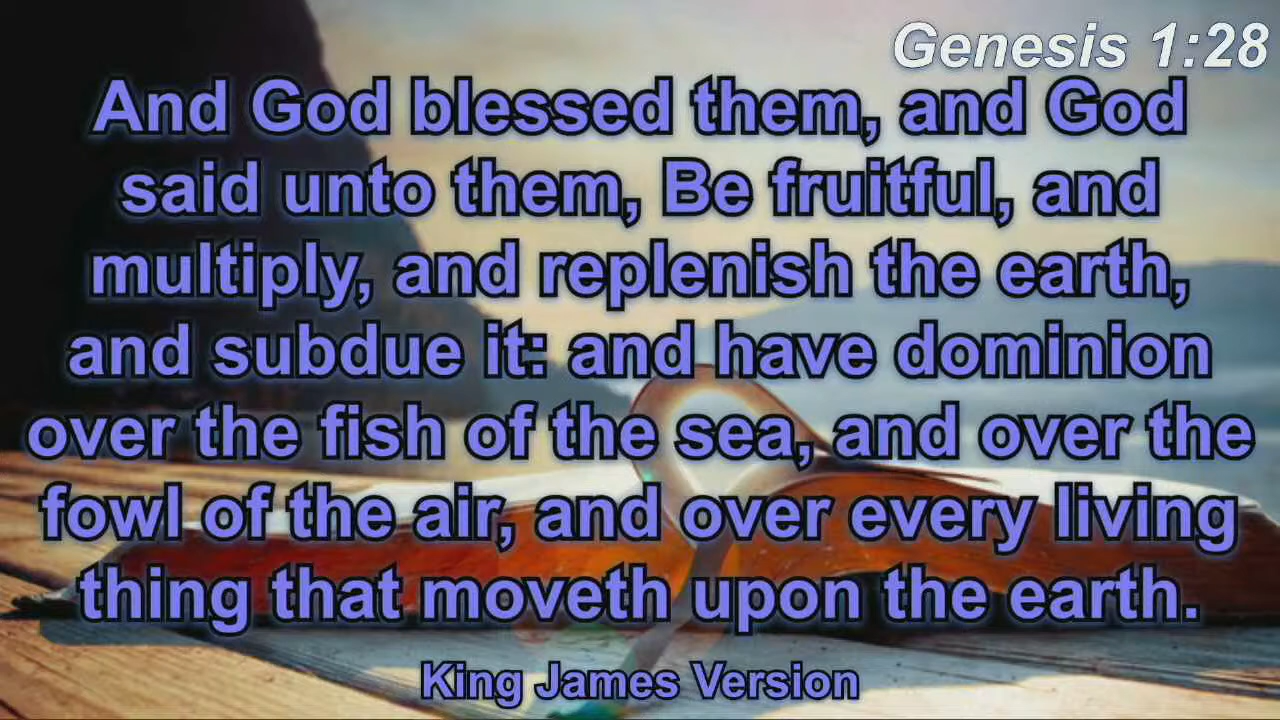 Genesis 1:28
And God blessed them, and God
said unto them, Be fruitful, and
multiply, and replenish the earth,
and subdue it: and have dominion
over the fish of the sea, and over the
fowl of the air, and over every living
thing that moveth upon the earth.
King James Version